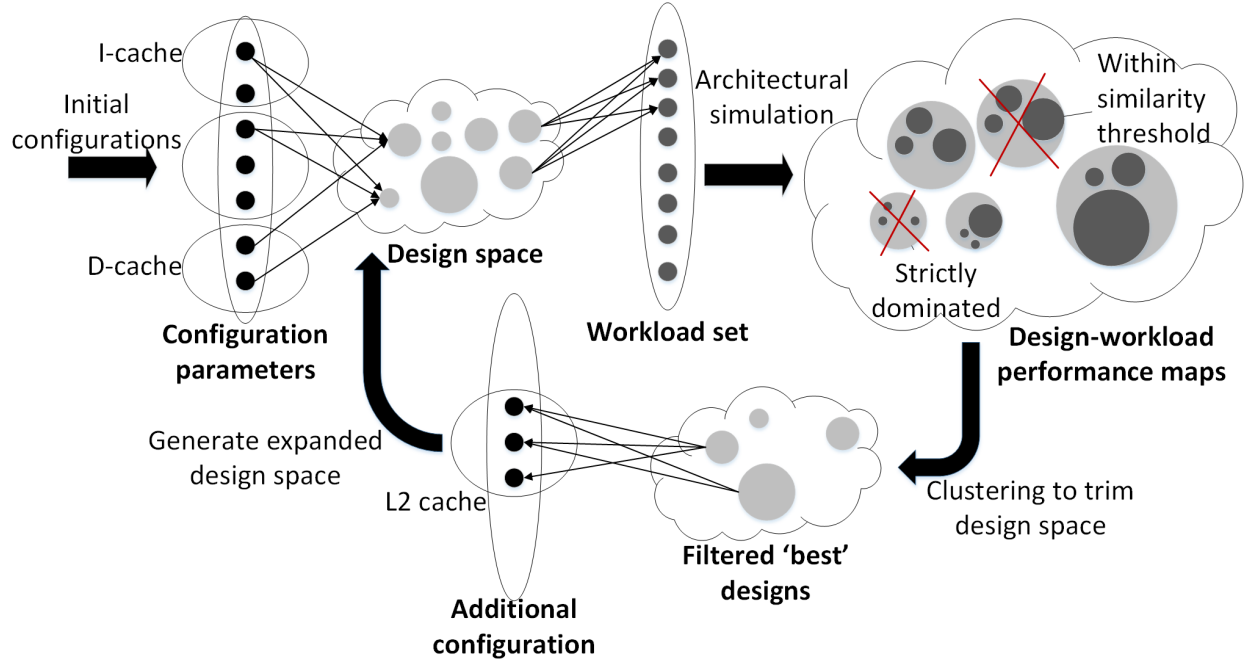 I-cache
Initial
configurations
D-cache
Configuration
parameters
Design space
Workload set
Architectural
simulation
Within
similarity
threshold
Strictly
dominated
Design-workload
performance maps
Generate expanded
design space
L2 cache
Additional
configuration
Filtered ‘best’
designs
Clustering to trim
design space